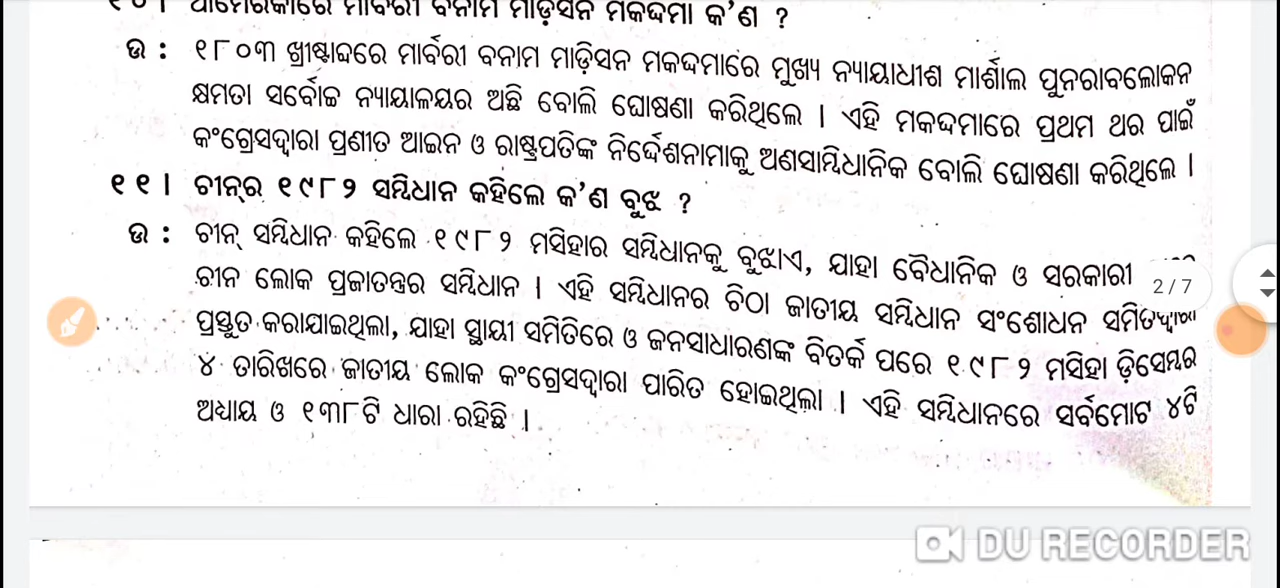 ୧୦। ଆମେରିକାରେ ମାର୍ବରୀ ବନାମ ମାଡ଼ିସନ ମକଦ୍ଦମା କ'ଣ ?
ଉ : ୧୮୦୩ ଖ୍ରୀଷ୍ଟାବ୍ଦରେ ମାର୍ବରୀ ବନାମ ମାଡ଼ିସନ ମକଦ୍ଦମାରେ ମୁଖ୍ୟ ନ୍ୟାୟାଧୀଶ ମାର୍ଶାଲ ପୁନରାବଲୋକନ
କ୍ଷମତା ସର୍ବୋଚ୍ଚ ନ୍ୟାୟାଳୟର ଅଛି ବୋଲି ଘୋଷଣା କରିଥିଲେ । ଏହି ମକଦ୍ଦମାରେ ପ୍ରଥମ ଥର ପାଇଁ
କଂଗ୍ରେସଦ୍ୱାରା ପ୍ରଣୀତ ଆଇନ ଓ ରାଷ୍ଟ୍ରପତିଙ୍କ ନିର୍ଦ୍ଦେଶନାମାକୁ ଅଣସାମ୍ବିଧାନିକ ବୋଲି ଘୋଷଣା କରିଥିଲେ ।
୧୧। ଚୀନ୍‌ର ୧୯୮୨ ସମ୍ବିଧାନ କହିଲେ କ'ଣ ବୁଝ ?
ଉ : ଚୀନ୍ ସମ୍ବିଧାନ କହିଲେ ୧୯୮୨ ମସିହାର ସମ୍ବିଧାନକୁ ବୁଝାଏ, ଯାହା ବୈଧାନିକ ଓ ସରକାରୀ
ଚୀନ ଲୋକ ପ୍ରଜାତନ୍ତ୍ରର ସମ୍ବିଧାନ । ଏହି ସମ୍ବିଧାନର ଚିଠା ଜାତୀୟ ସମ୍ବିଧାନ ସଂଶୋଧନ ସମିତିଦ୍ୱାରା
2/7
ପ୍ରସ୍ତୁତ କରାଯାଇଥିଲା, ଯାହା ସ୍ଥାୟୀ ସମିତିରେ ଓ ଜନସାଧାରଣଙ୍କ ବିତର୍କ ପରେ ୧୯୮୨ ମସିହା ଡ଼ିସେମ୍ବର
୪ ତାରିଖରେ ଜାତୀୟ ଲୋକ କଂଗ୍ରେସଦ୍ୱାରା ପାରିତ ହୋଇଥିଲା । ଏହି ସମ୍ବିଧାନରେ ସର୍ବମୋଟ ୪ଟି
ଅଧ୍ୟାୟ ଓ ୧୩୮ଟି ଧାରା ରହିଛି ।
DU RECORDER